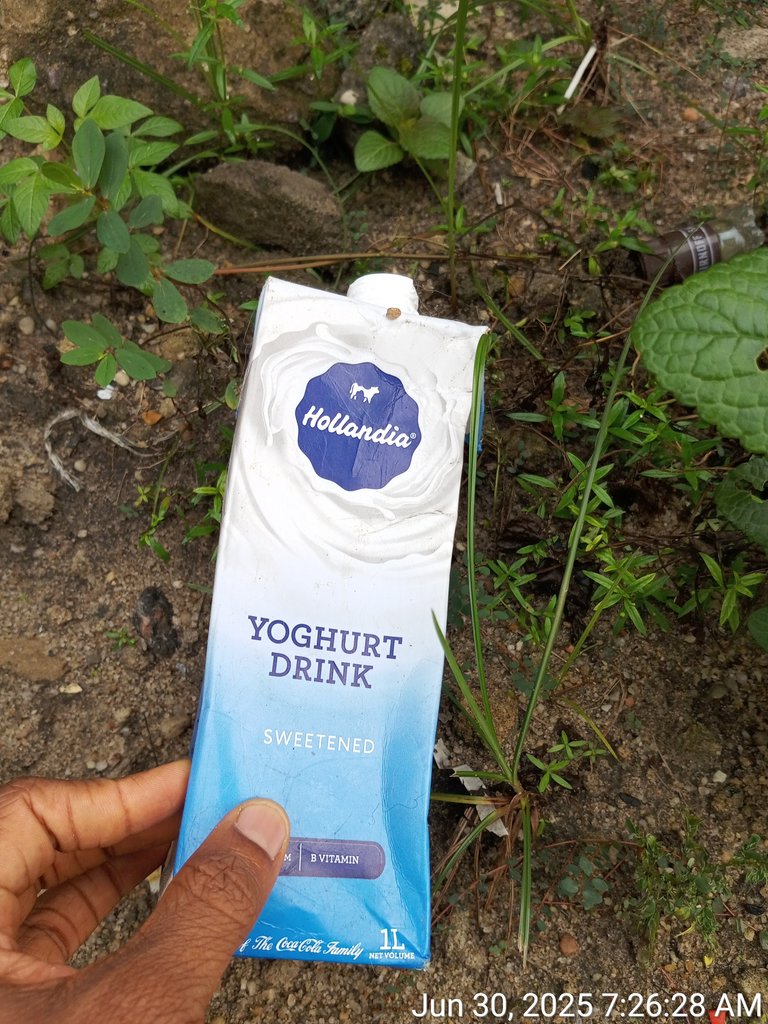 Hollandia®
YOGHURT
DRINK
SWEETENED
B VITAMIN
The Coca-Cola Family
1L
NET VOLUME
Jun 30, 2025 7:26:28 AM